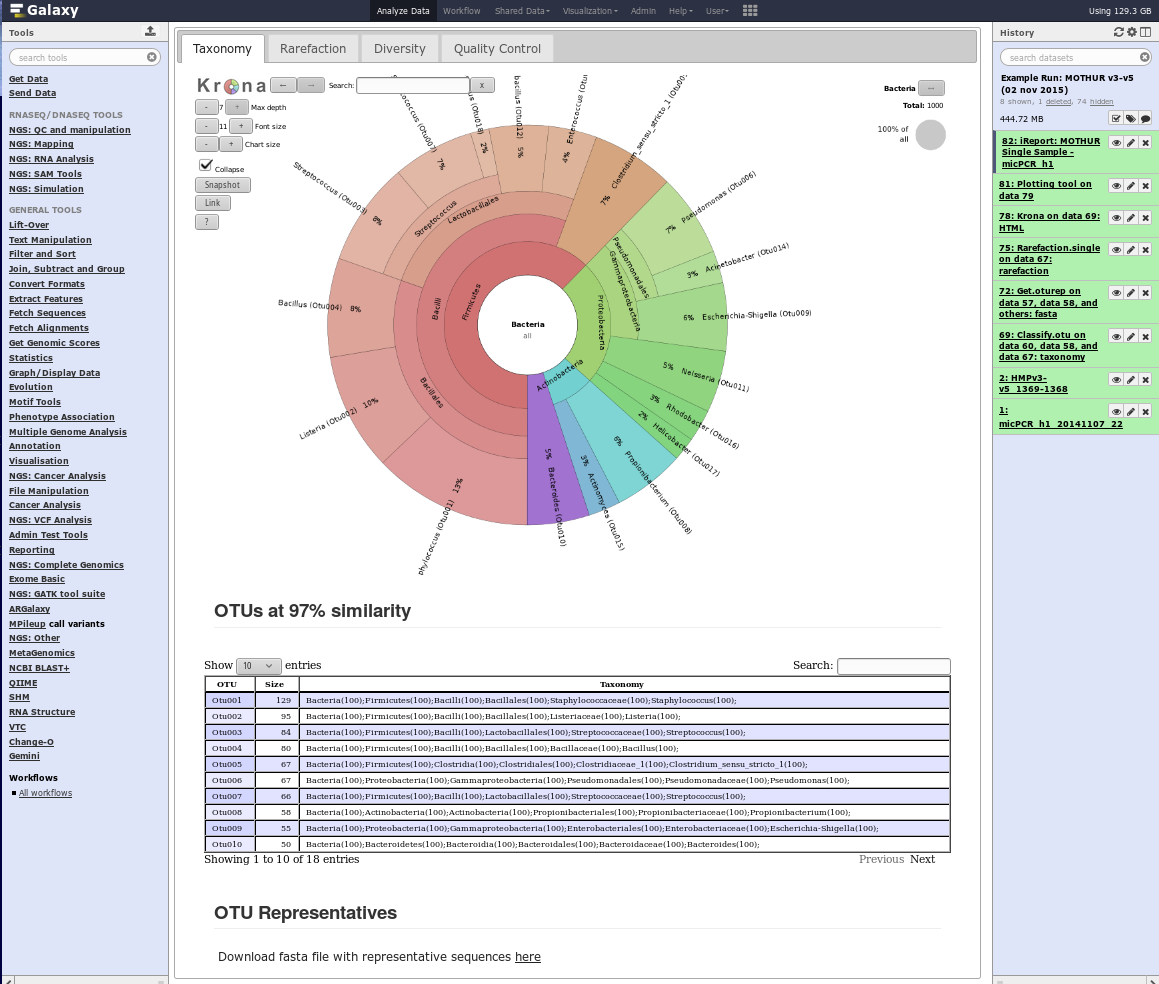 Galaxy
Analyze Data Workflow Shared Data Visualization Admin Help User
Using 129.3 GB
Tools
search tools
Get Data
Send Data
RNASEQ/DNASEQ TOOLS
NGS: QC and manipulation
NGS: Mapping
NGS: RNA Analysis
NGS: SAM Tools
NGS: Simulation
GENERAL TOOLS
Lift-Over
Text Manipulation
Filter and Sort
Join, Subtract and Group
Convert Formats
Extract Features
Fetch Sequences
Fetch Alignments
Get Genomic Scores
Statistics
Graph/Display Data
Evolution
Motif Tools
Phenotype Association
Multiple Genome Analysis
Annotation
Visualisation
NGS: Cancer Analysis
File Manipulation
Cancer Analysis
NGS: VCF Analysis
Admin Test Tools
Reporting
NGS: Complete Genomics
Exome Basic
NGS: GATK tool suite
ARGalaxy
MPileup call variants
NGS: Other
MetaGenomics
NCBI BLAST+
QIIME
SHM
RNA Structure
VTC
Change-O
Gemini
Workflows
All workflows
Taxonomy Rarefaction Diversity Quality Control
Krona ← → Search: x
- 7 + Max depth
- 11 + Font size
- + Chart size
Collapse
Snapshot
Link
?
Bacteria
Total: 1000
100% of
all
Bacteria
all
Firmicutes
Bacilli
Bacillales
Lactobacillales
Streptococcus
Proteobacteria
Gammaproteobacteria
Pseudomonadales
Actinobacteria
7% Clostridium_sensu_stricto_1 (Otu00
7% Pseudomonas (Otu006)
3% Acinetobacter (Otu014)
6% Escherichia-Shigella (Otu009)
5% Neisseria (Otu011)
3% Rhodobacter (Otu016)
2% Helicobacter (Otu017)
6% Propionibacterium (Otu008)
3% Actinomyces (Otu015)
5% Bacteroides (Otu010)
phylococcus (Otu001) 13%
Listeria (Otu002) 10%
Bacillus (Otu004) 8%
Streptococcus (Otu003) 8%
ococcus (Otu007) 7%
s (Otu018) 2%
bacillus (Otu012) 5%
4% Enterococcus (Otu
OTUs at 97% similarity
Show 10 entries
Search:
OTU Size Taxonomy
Otu001 129 Bacteria(100);Firmicutes(100);Bacilli(100);Bacillales(100);Staphylococcaceae(100);Staphylococcus(100);
Otu002 95 Bacteria(100);Firmicutes(100);Bacilli(100);Bacillales(100);Listeriaceae(100);Listeria(100);
Otu003 84 Bacteria(100);Firmicutes(100);Bacilli(100);Lactobacillales(100);Streptococcaceae(100);Streptococcus(100);
Otu004 80 Bacteria(100);Firmicutes(100);Bacilli(100);Bacillales(100);Bacillaceae(100);Bacillus(100);
Otu005 67 Bacteria(100);Firmicutes(100);Clostridia(100);Clostridiales(100);Clostridiaceae_1(100);Clostridium_sensu_stricto_1(100);
Otu006 67 Bacteria(100);Proteobacteria(100);Gammaproteobacteria(100);Pseudomonadales(100);Pseudomonadaceae(100);Pseudomonas(100);
Otu007 66 Bacteria(100);Firmicutes(100);Bacilli(100);Lactobacillales(100);Streptococcaceae(100);Streptococcus(100);
Otu008 58 Bacteria(100);Actinobacteria(100);Actinobacteria(100);Propionibacteriales(100);Propionibacteriaceae(100);Propionibacterium(100);
Otu009 55 Bacteria(100);Proteobacteria(100);Gammaproteobacteria(100);Enterobacteriales(100);Enterobacteriaceae(100);Escherichia-Shigella(100);
Otu010 50 Bacteria(100);Bacteroidetes(100);Bacteroidia(100);Bacteroidales(100);Bacteroidaceae(100);Bacteroides(100);
Showing 1 to 10 of 18 entries
Previous Next
OTU Representatives
Download fasta file with representative sequences here
History
search datasets
Example Run: MOTHUR v3-v5
(02 nov 2015)
8 shown, 1 deleted, 74 hidden
444.72 MB
82: iReport: MOTHUR
Single Sample -
micPCR_h1
81: Plotting tool on
data 79
78: Krona on data 69:
HTML
75: Rarefaction.single
on data 67:
rarefaction
72: Get.oturep on
data 57, data 58, and
others: fasta
69: Classify.otu on
data 60, data 58, and
data 67: taxonomy
2: HMPv3-
v5_1369-1368
1:
micPCR_h1_20141107_22